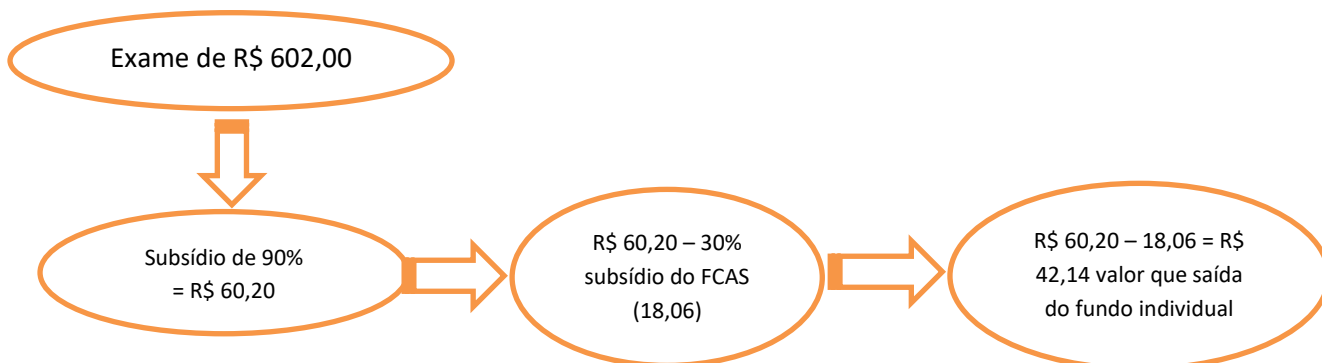 Exame de R$ 602,00
Subsídio de 90%
= R$ 60,20
R$ 60,20 – 30%
subsídio do FCAS
(18,06)
R$ 60,20 – 18,06 = R$
42,14 valor que saída
do fundo individual